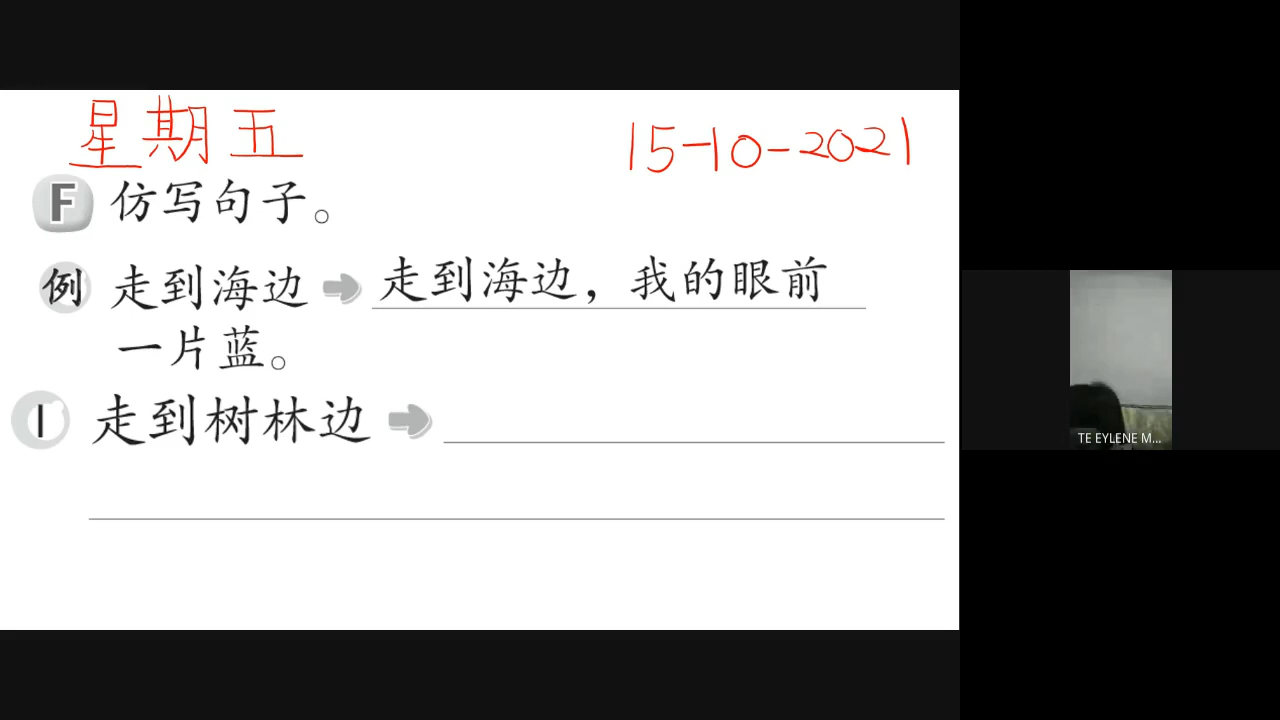 星期五 15-10-2021
F 仿写句子。
例 走到海边 → 走到海边，我的眼前
一片蓝。
1 走到树林边 →
TE EYLENE M...